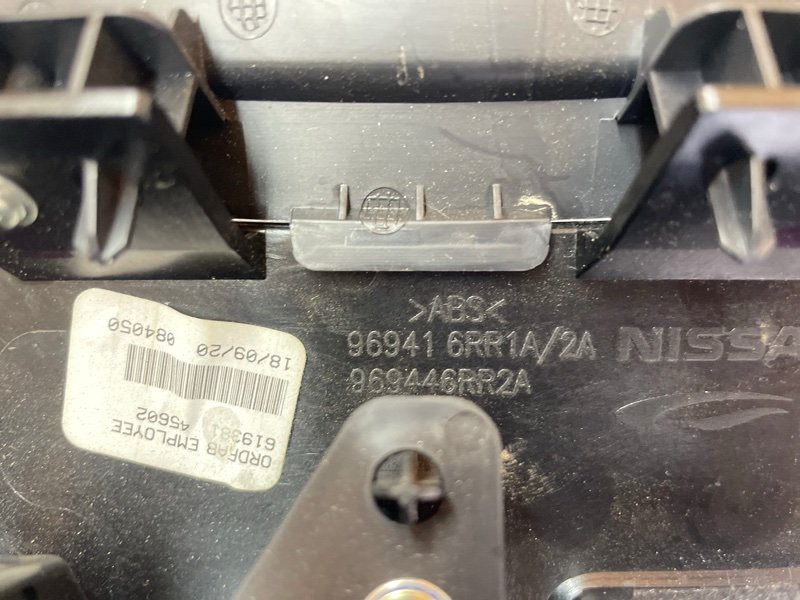 >ABS<
96941 6RR1A/2A NISSA
969446RR2A
ORDFAB EMPLOYEE
619381 45602
18/09/20 084050